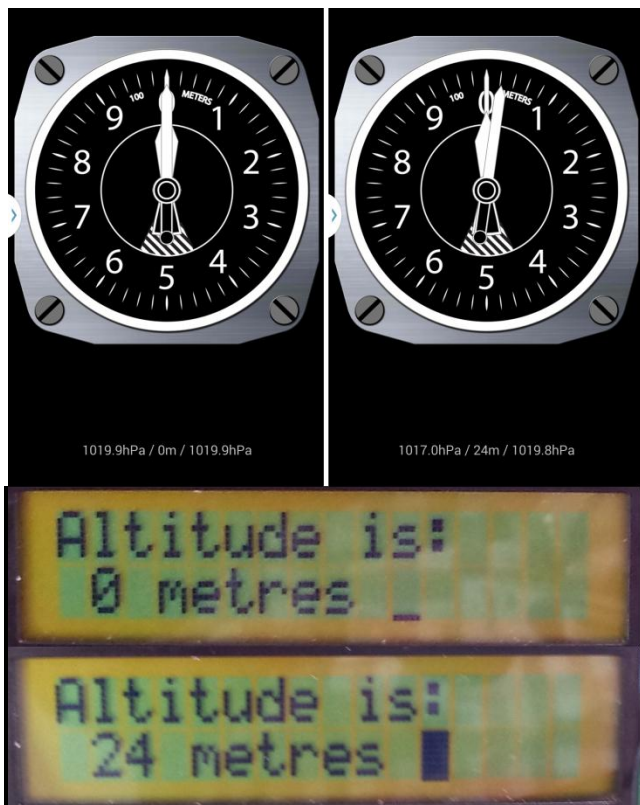 100 METERS
0
9 1
8 2
7 3
6 4
5
1019.9hPa / 0m / 1019.9hPa
100 METERS
0
9 1
8 2
7 3
6 4
5
1017.0hPa / 24m / 1019.8hPa
Altitude is:
0 metres _
Altitude is:
24 metres